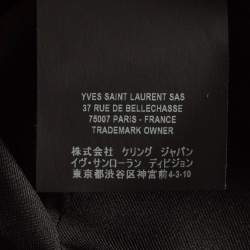 YVES SAINT LAURENT SAS
37 RUE DE BELLECHASSE
75007 PARIS - FRANCE
TRADEMARK OWNER
株式会社 ケリング ジャパン
イヴ・サンローラン ディビジョン
東京都渋谷区神宮前4-3-10